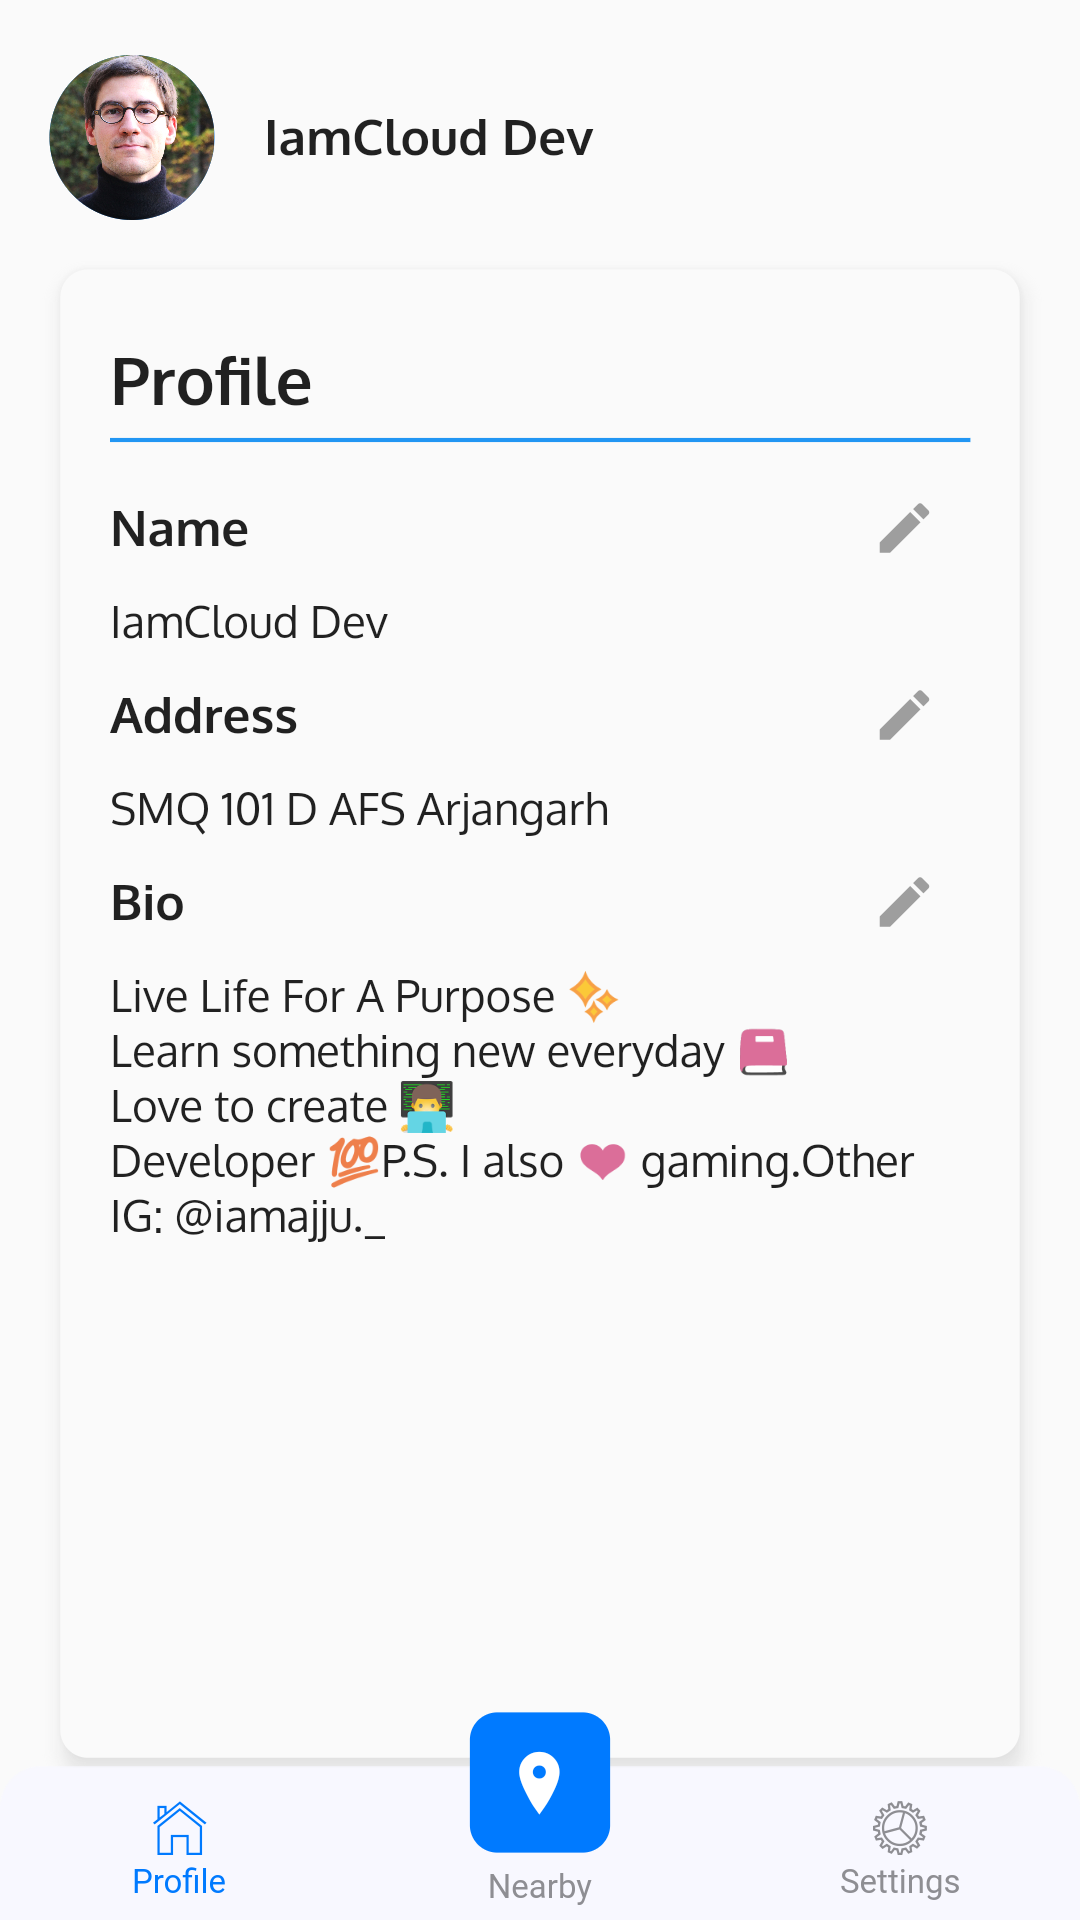 IamCloud Dev
Profile
Name
IamCloud Dev
Address
SMQ 101 D AFS Arjangarh
Bio
Live Life For A Purpose ✨
Learn something new everyday 📕
Love to create 👨‍💻
Developer 💯P.S. I also ❤ gaming.Other
IG: @iamajju._
Profile
Nearby
Settings